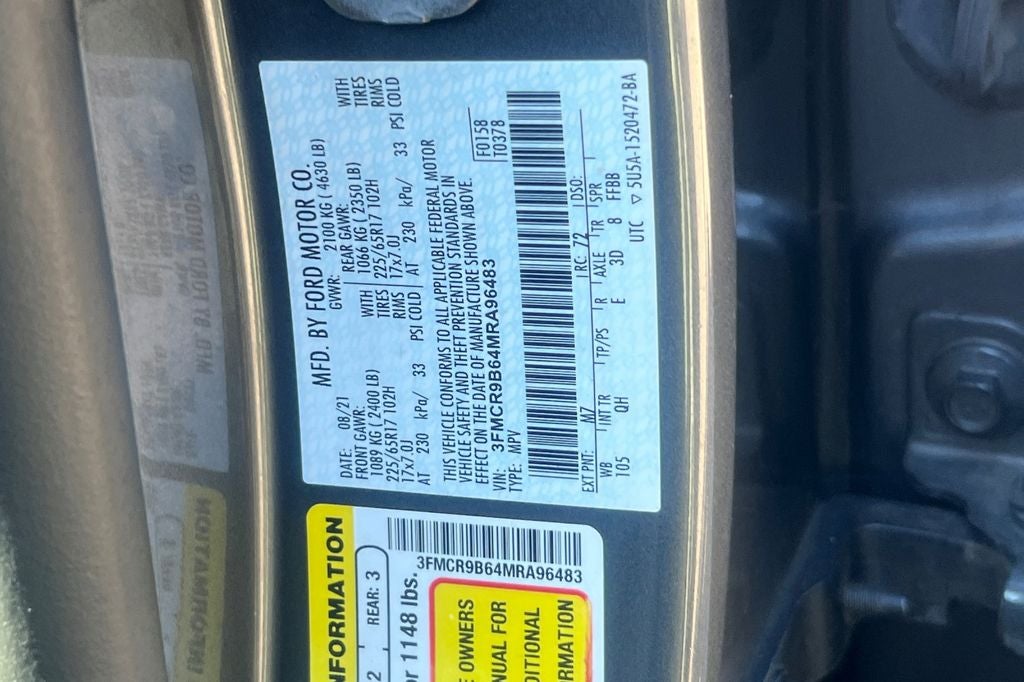 MFD. BY FORD MOTOR CO.
DATE: 08/21 GVWR: 2100 KG ( 4630 LB)
FRONT GAWR: REAR GAWR:
1089 KG ( 2400 LB) WITH 1066 KG ( 2350 LB) WITH
225/65R17 102H TIRES 225/65R17 102H TIRES
17x7.0J RIMS 17x7.0J RIMS
AT 230 kPa/ 33 PSI COLD AT 230 kPa/ 33 PSI COLD
THIS VEHICLE CONFORMS TO ALL APPLICABLE FEDERAL MOTOR
VEHICLE SAFETY AND THEFT PREVENTION STANDARDS IN
EFFECT ON THE DATE OF MANUFACTURE SHOWN ABOVE.
VIN: 3FMCR9B64MRA96483
TYPE: MPV
F0158
T0378
EXT PNT: M7 RC: 72 DSO:
WB INT TR TP/PS R AXLE TR SPR
T05 QH E 3D 8 FFBB
UTC ▽ 5U5A-1520472-BA
NFORMATION
2 REAR: 3
or 1148 lbs.
3FMCR9B64MRA96483
E OWNERS
NUAL FOR
DITIONAL
RMATION